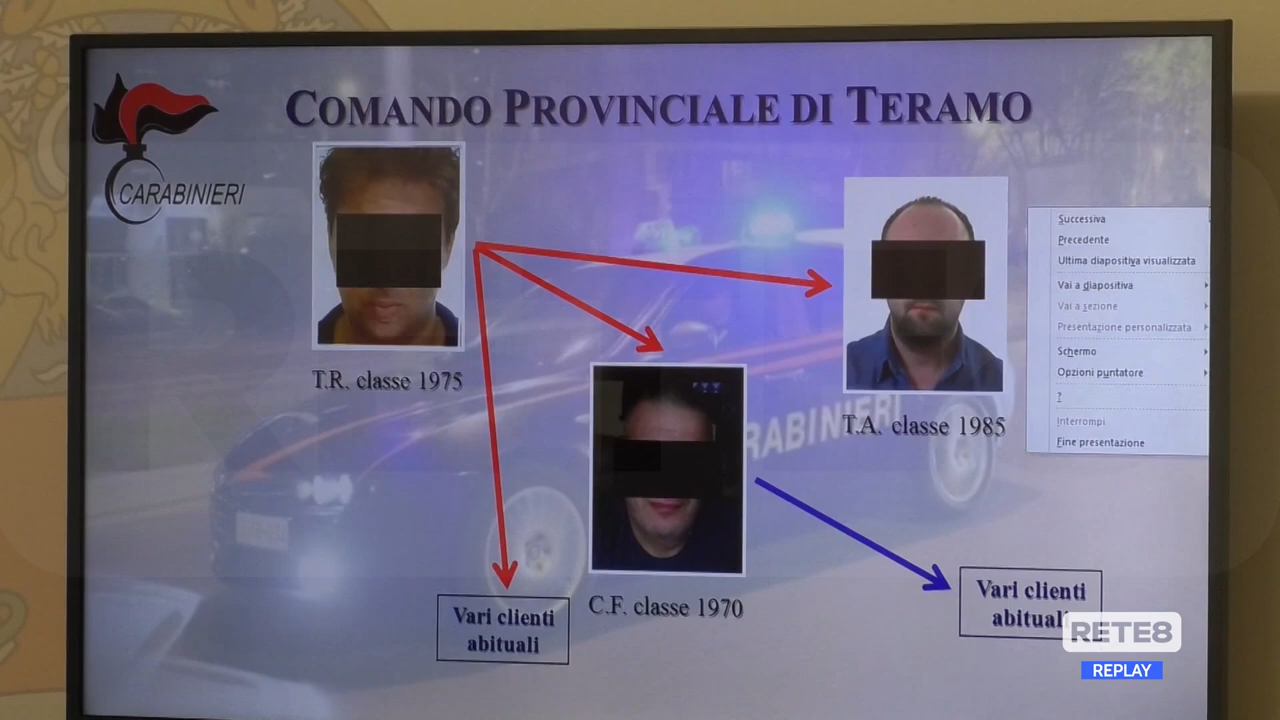 COMANDO PROVINCIALE DI TERAMO
CARABINIERI
T.R. classe 1975
T.A. classe 1985
C.F. classe 1970
Vari clienti
abituali
Vari clienti
abituali
Successiva
Precedente
Ultima diapositiva visualizzata
Vai a diapositiva
Vai a sezione
Presentazione personalizzata
Schermo
Opzioni puntatore
?
Interrompi
Fine presentazione
RABINIERI
RETE8
REPLAY